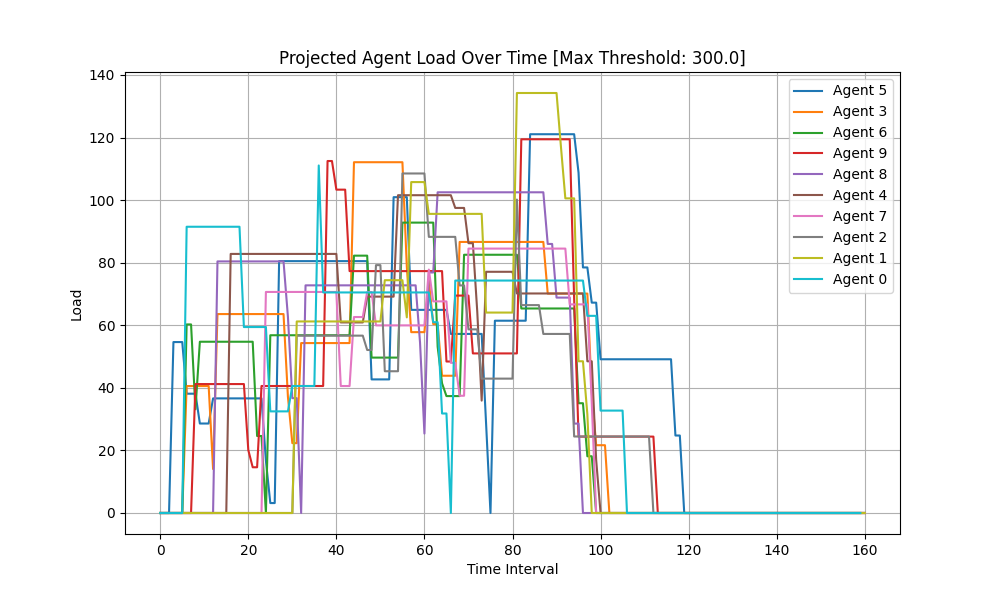 Projected Agent Load Over Time [Max Threshold: 300.0]
Load
140
120
100
80
60
40
20
0
0 20 40 60 80 100 120 140 160
Time Interval
Agent 5
Agent 3
Agent 6
Agent 9
Agent 8
Agent 4
Agent 7
Agent 2
Agent 1
Agent 0